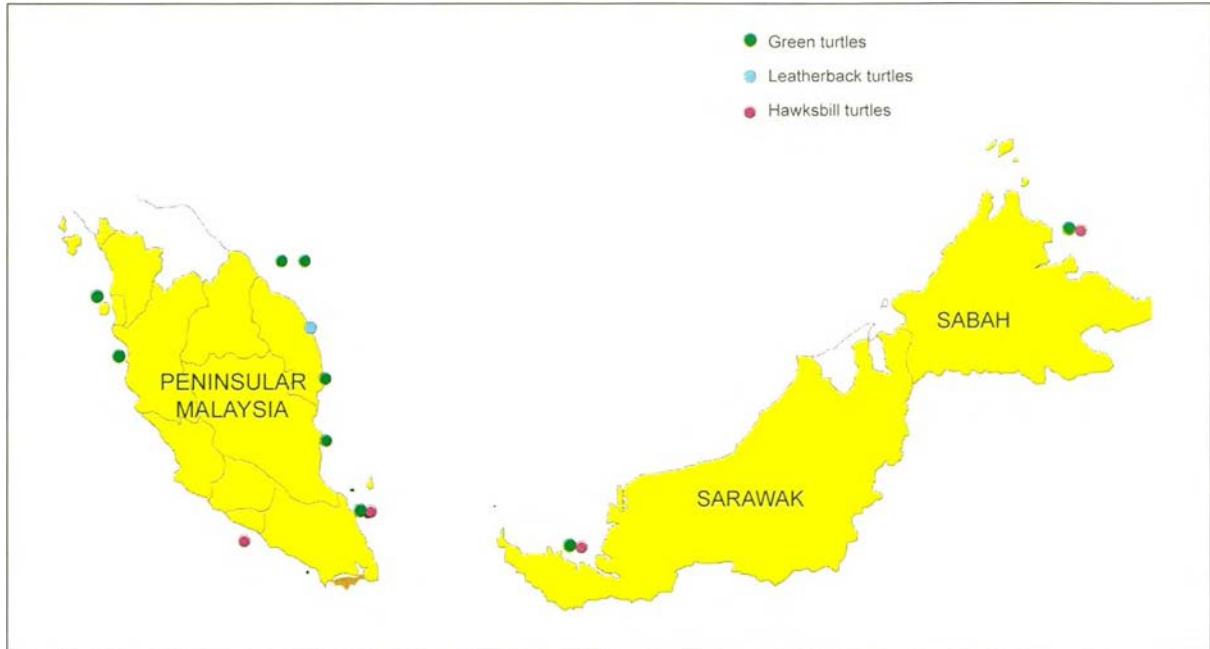 Green turtles
Leatherback turtles
Hawksbill turtles
SABAH
PENINSULAR
MALAYSIA
SARAWAK